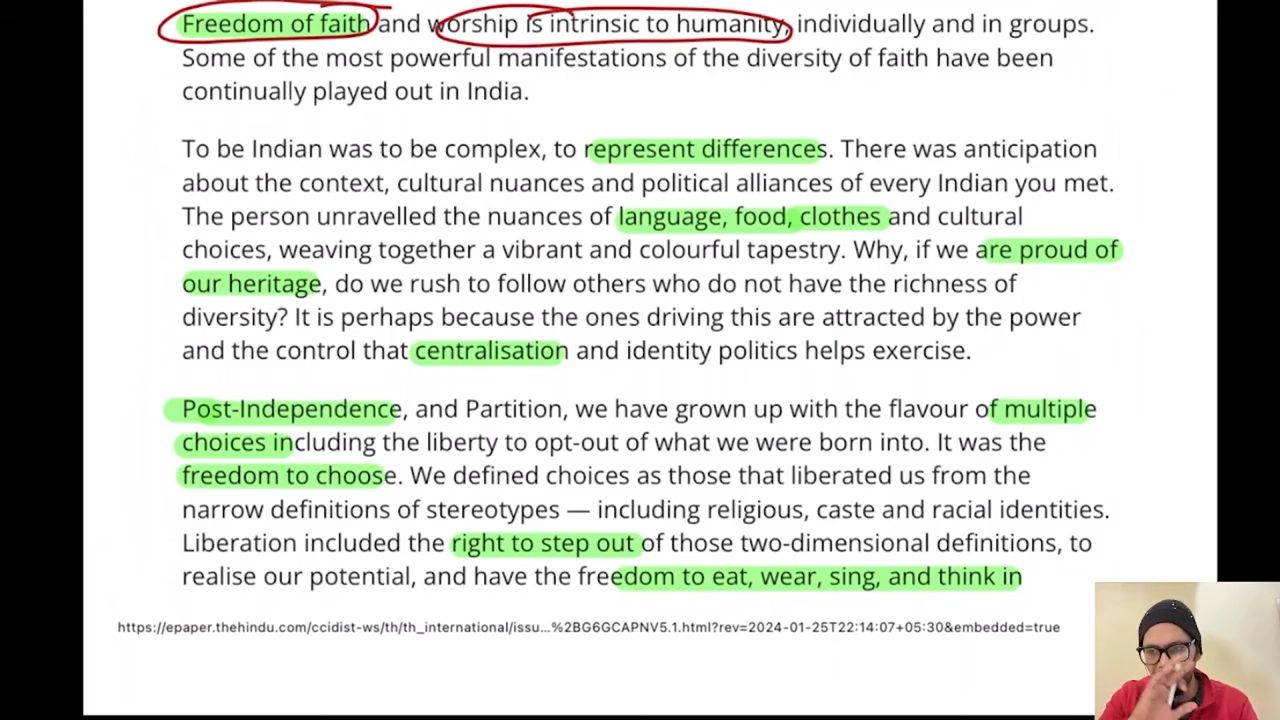 Freedom of faith and worship is intrinsic to humanity, individually and in groups.
Some of the most powerful manifestations of the diversity of faith have been
continually played out in India.
To be Indian was to be complex, to represent differences. There was anticipation
about the context, cultural nuances and political alliances of every Indian you met.
The person unravelled the nuances of language, food, clothes and cultural
choices, weaving together a vibrant and colourful tapestry. Why, if we are proud of
our heritage, do we rush to follow others who do not have the richness of
diversity? It is perhaps because the ones driving this are attracted by the power
and the control that centralisation and identity politics helps exercise.
Post-Independence, and Partition, we have grown up with the flavour of multiple
choices including the liberty to opt-out of what we were born into. It was the
freedom to choose. We defined choices as those that liberated us from the
narrow definitions of stereotypes — including religious, caste and racial identities.
Liberation included the right to step out of those two-dimensional definitions, to
realise our potential, and have the freedom to eat, wear, sing, and think in
https://epaper.thehindu.com/ccidist-ws/th/th_international/issu...%2BG6GCAPNV5.1.html?rev=2024-01-25T22:14:07+05:30&embedded=true